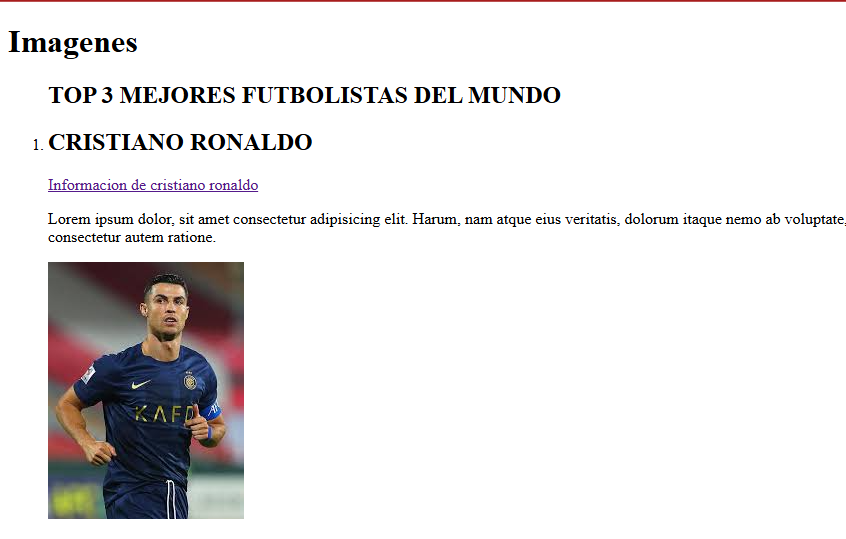 Imagenes
TOP 3 MEJORES FUTBOLISTAS DEL MUNDO
1. CRISTIANO RONALDO
Informacion de cristiano ronaldo
Lorem ipsum dolor, sit amet consectetur adipisicing elit. Harum, nam atque eius veritatis, dolorum itaque nemo ab voluptate,
consectetur autem ratione.
KAFD